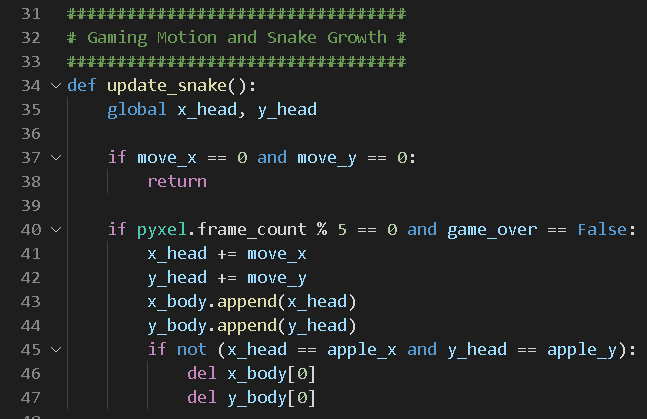 31 ##################################
32 # Gaming Motion and Snake Growth #
33 ##################################
34 def update_snake():
35     global x_head, y_head
36
37     if move_x == 0 and move_y == 0:
38         return
39
40     if pyxel.frame_count % 5 == 0 and game_over == False:
41         x_head += move_x
42         y_head += move_y
43         x_body.append(x_head)
44         y_body.append(y_head)
45         if not (x_head == apple_x and y_head == apple_y):
46             del x_body[0]
47             del y_body[0]